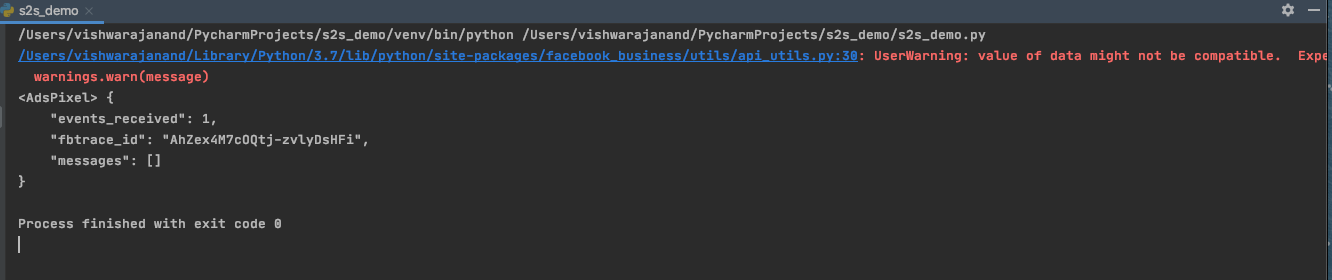 s2s_demo
/Users/vishwarajanand/PycharmProjects/s2s_demo/venv/bin/python /Users/vishwarajanand/PycharmProjects/s2s_demo/s2s_demo.py
/Users/vishwarajanand/Library/Python/3.7/lib/python/site-packages/facebook_business/utils/api_utils.py:30: UserWarning: value of data might not be compatible.  Expe
  warnings.warn(message)
<AdsPixel> {
    "events_received": 1,
    "fbtrace_id": "AhZex4M7cOQtj-zvlyDsHFi",
    "messages": []
}
Process finished with exit code 0